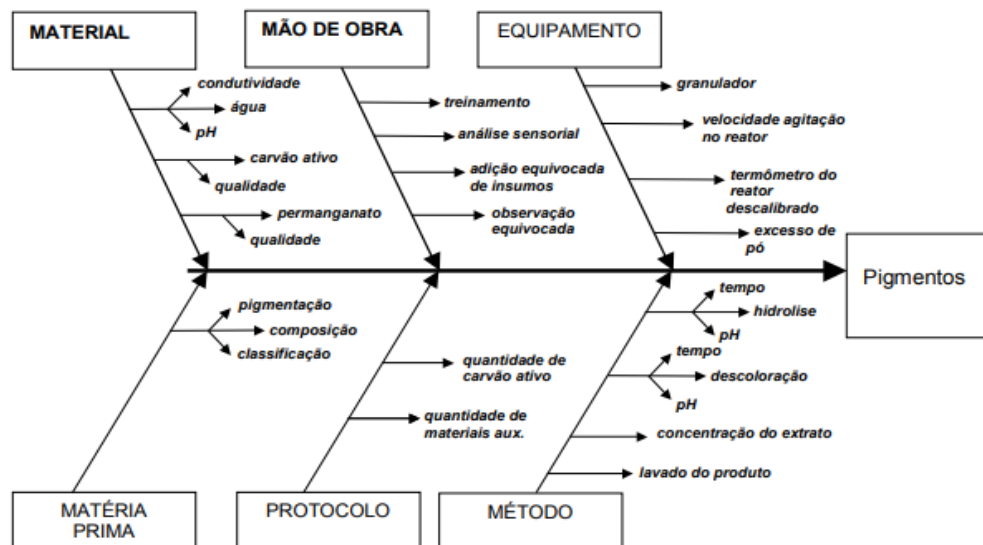 MATERIAL
MÃO DE OBRA
EQUIPAMENTO
condutividade
água
pH
carvão ativo
qualidade
permanganato
qualidade
treinamento
análise sensorial
adição equivocada
de insumos
observação
equivocada
granulador
velocidade agitação
no reator
termômetro do
reator
descalibrado
excesso de
pó
Pigmentos
pigmentação
composição
classificação
quantidade de
carvão ativo
quantidade de
materiais aux.
tempo
hidrolise
pH
tempo
descoloração
pH
concentração do extrato
lavado do produto
MATÉRIA
PRIMA
PROTOCOLO
MÉTODO